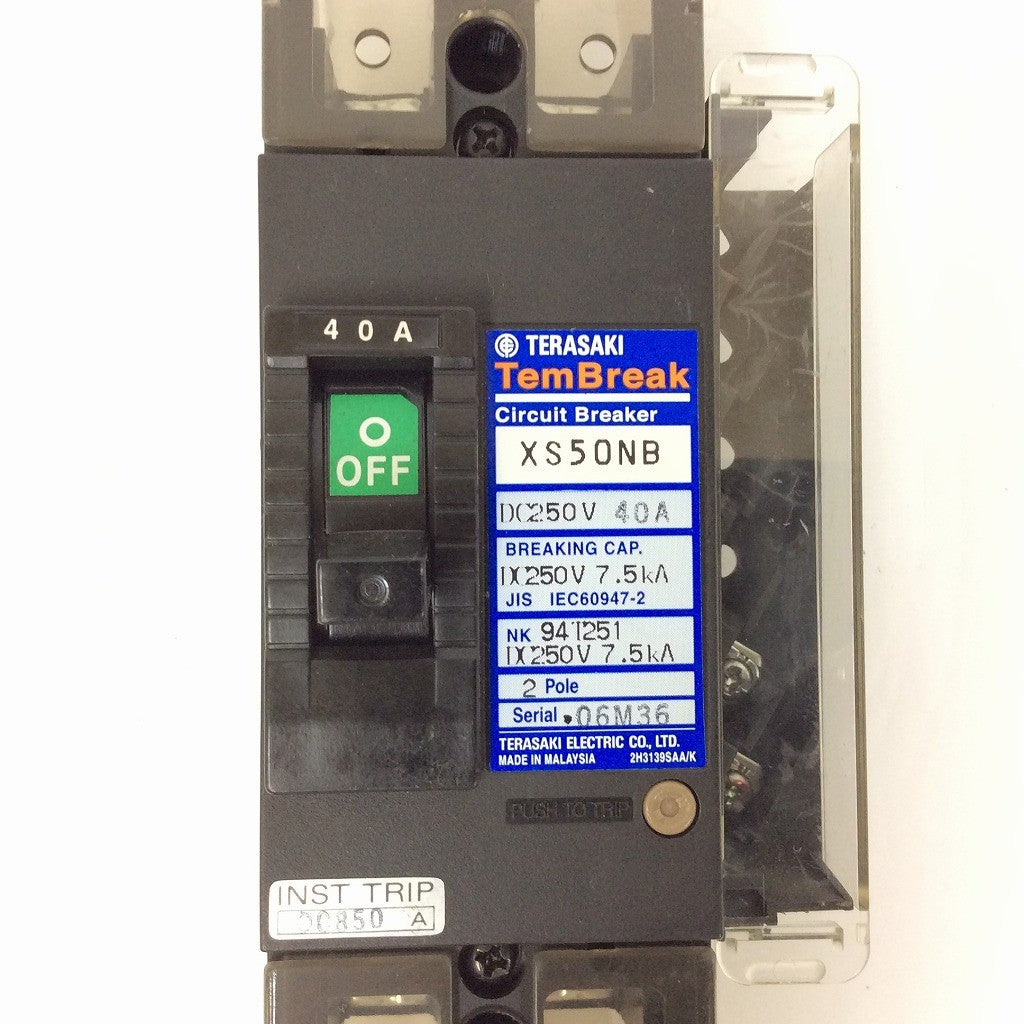 40A
O
OFF
TERASAKI
TemBreak
Circuit Breaker
XS50NB
DC250V 40A
BREAKING CAP.
DC250V 7.5kA
JIS IEC60947-2
NK 94T251
DC250V 7.5kA
2 Pole
Serial 06M36
TERASAKI ELECTRIC CO., LTD.
MADE IN MALAYSIA 2H3139SAA/K
PUSH TO TRIP
INST TRIP
DC850 A